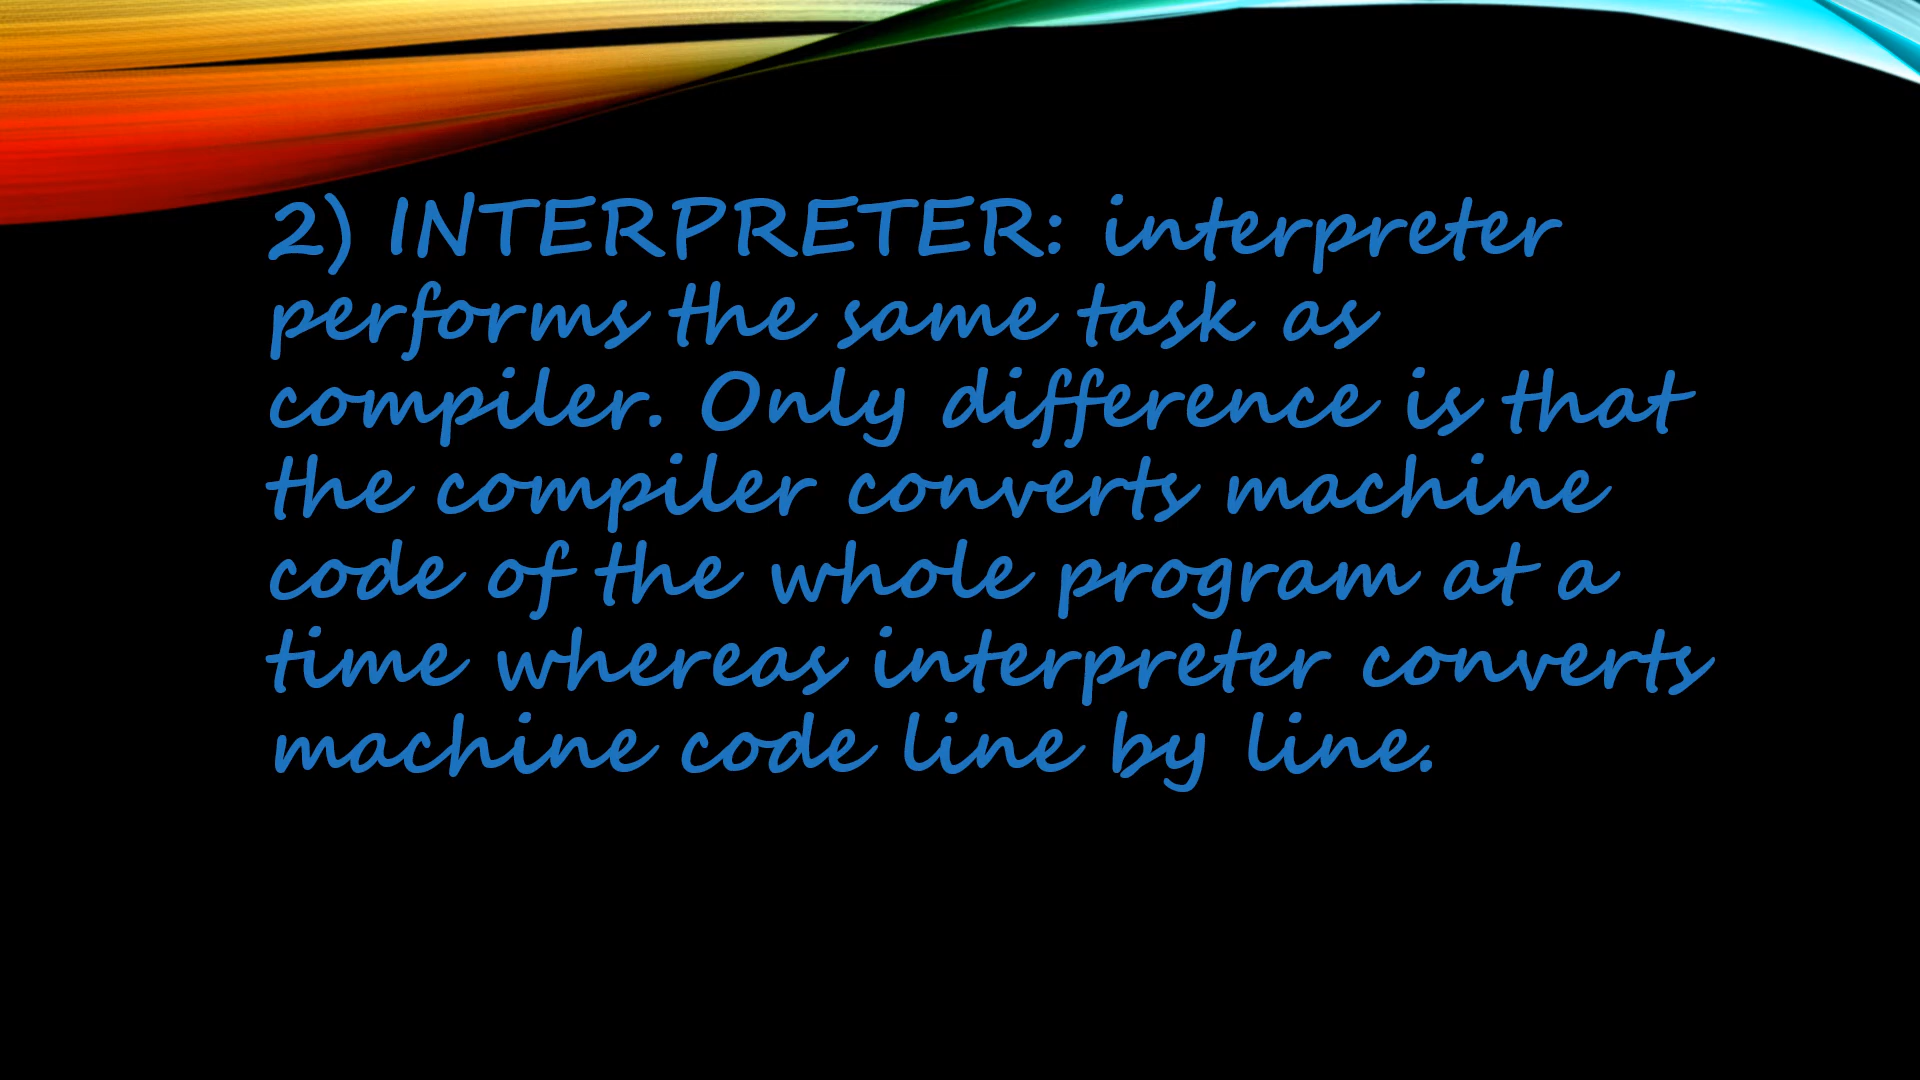 2) INTERPRETER: interpreter
performs the same task as
compiler. Only difference is that
the compiler converts machine
code of the whole program at a
time whereas interpreter converts
machine code line by line.